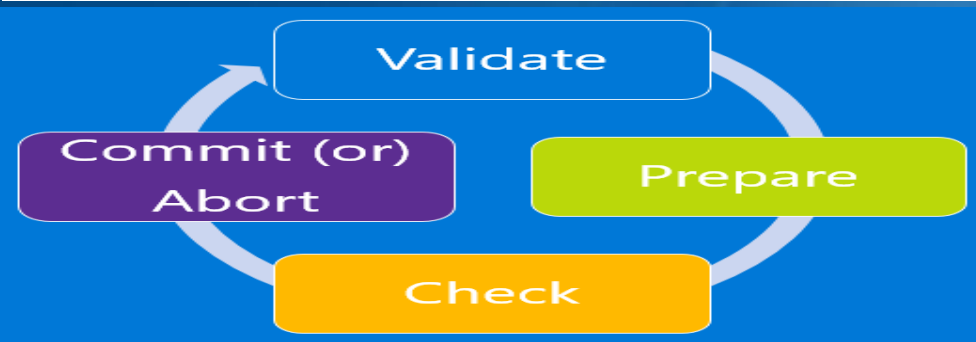 Validate
Prepare
Check
Commit (or)
Abort